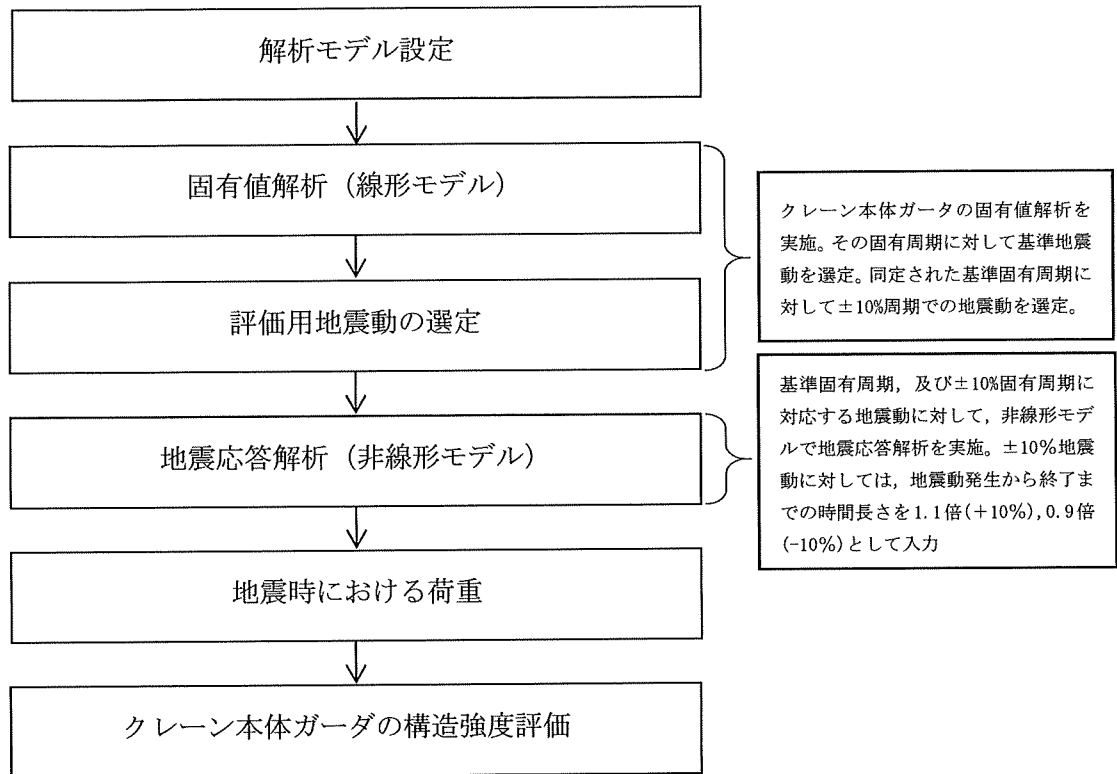 解析モデル設定
固有値解析（線形モデル）
評価用地震動の選定
クレーン本体ガータの固有値解析を
実施。その固有周期に対して基準地震
動を選定。同定された基準固有周期に
対して±10%周期での地震動を選定。
地震応答解析（非線形モデル）
基準固有周期，及び±10%固有周期に
対応する地震動に対して，非線形モデ
ルで地震応答解析を実施。±10%地震
動に対しては，地震動発生から終了ま
での時間長さを1.1倍(+10%),0.9倍
(-10%)として入力
地震時における荷重
クレーン本体ガーダの構造強度評価